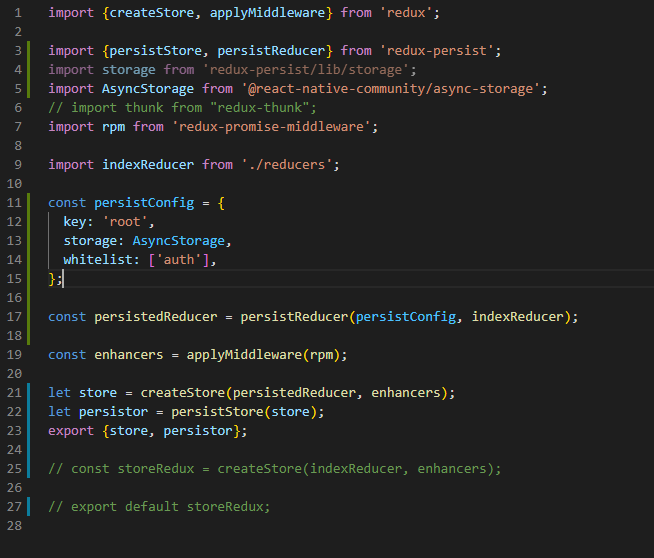 1 import {createStore, applyMiddleware} from 'redux';
2
3 import {persistStore, persistReducer} from 'redux-persist';
4 import storage from 'redux-persist/lib/storage';
5 import AsyncStorage from '@react-native-community/async-storage';
6 // import thunk from "redux-thunk";
7 import rpm from 'redux-promise-middleware';
8
9 import indexReducer from './reducers';
10
11 const persistConfig = {
12   key: 'root',
13   storage: AsyncStorage,
14   whitelist: ['auth'],
15 };
16
17 const persistedReducer = persistReducer(persistConfig, indexReducer);
18
19 const enhancers = applyMiddleware(rpm);
20
21 let store = createStore(persistedReducer, enhancers);
22 let persistor = persistStore(store);
23 export {store, persistor};
24
25 // const storeRedux = createStore(indexReducer, enhancers);
26
27 // export default storeRedux;
28